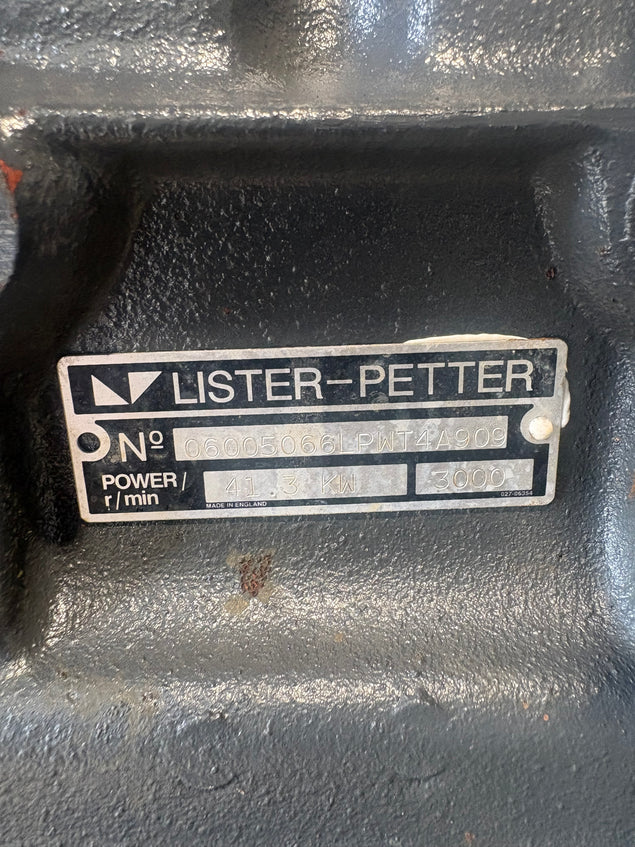 LISTER-PETTER
Nº 06005066LPWT4A909
POWER/ 41.3 KW 3000
r/min
MADE IN ENGLAND 027-06354